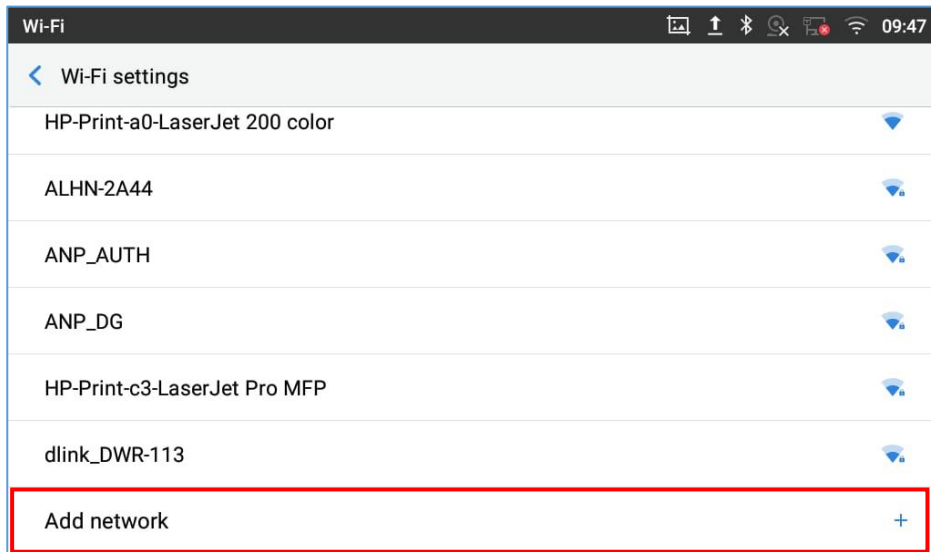 Wi-Fi 09:47
Wi-Fi settings
HP-Print-a0-LaserJet 200 color
ALHN-2A44
ANP_AUTH
ANP_DG
HP-Print-c3-LaserJet Pro MFP
dlink_DWR-113
Add network +